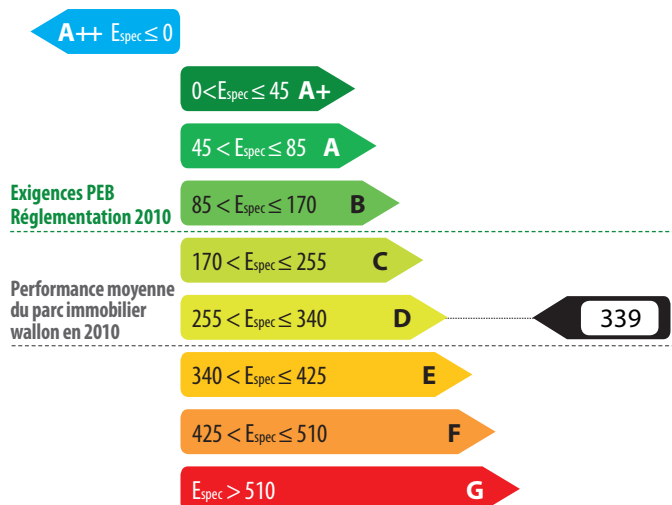 A++ Espec ≤ 0
0<Espec ≤ 45 A+
45 < Espec ≤ 85 A
Exigences PEB
Réglementation 2010
85 < Espec ≤ 170 B
170 < Espec ≤ 255 C
Performance moyenne
du parc immobilier
wallon en 2010
255 < Espec ≤ 340 D
339
340 < Espec ≤ 425 E
425 < Espec ≤ 510 F
Espec > 510 G